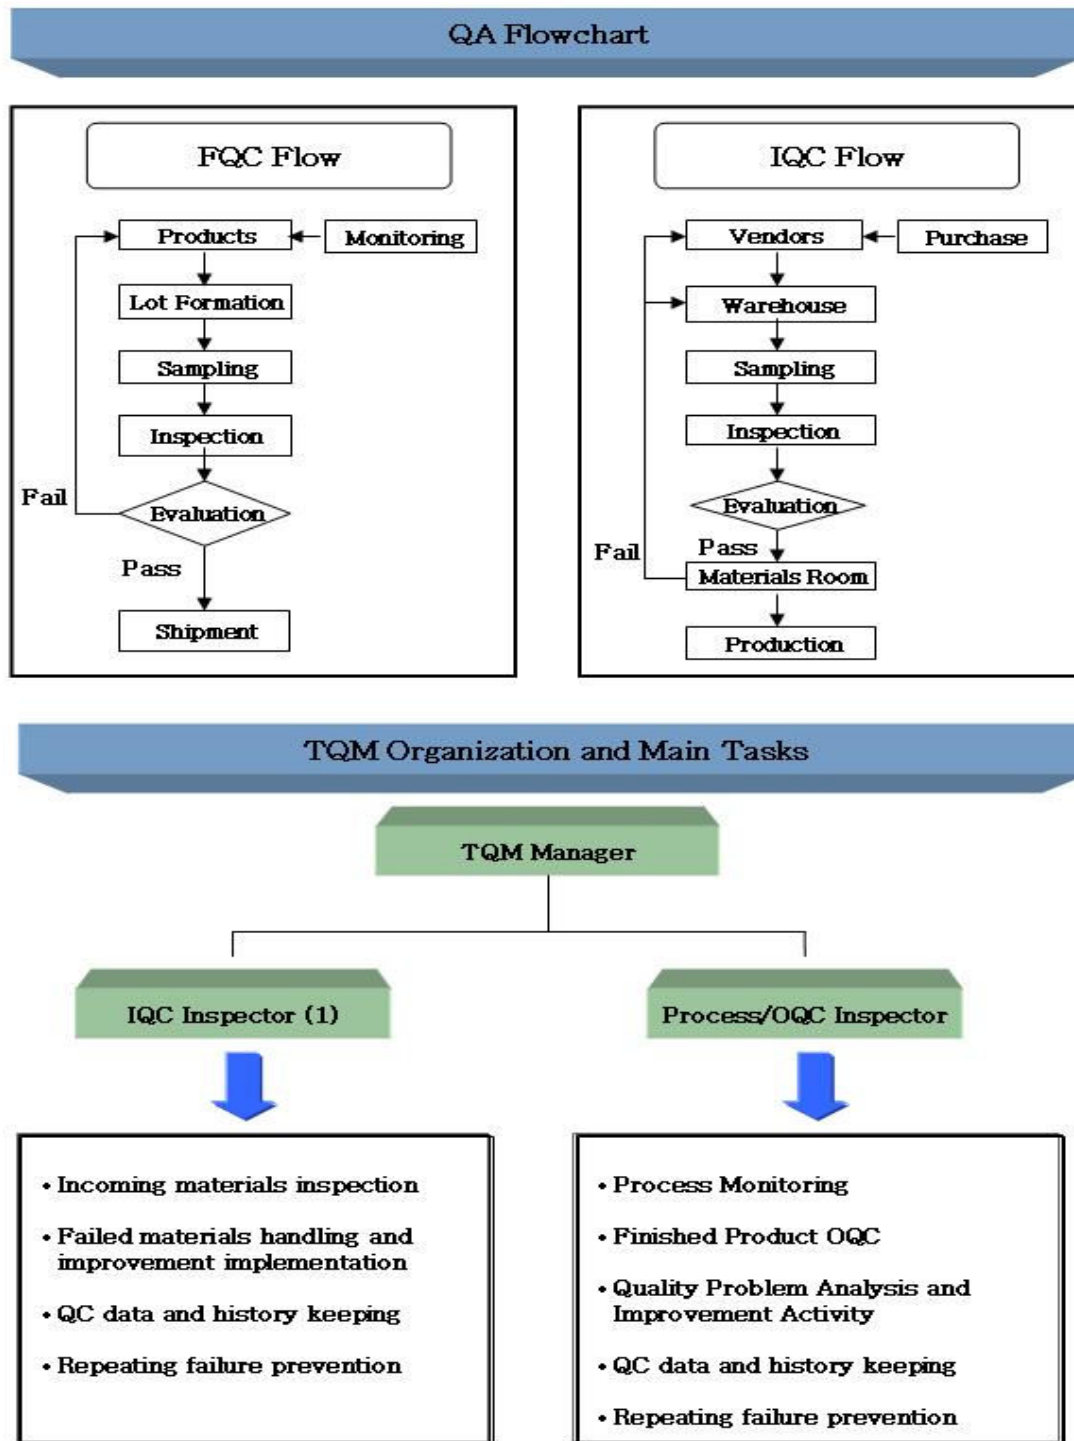 QA Flowchart
FQC Flow
Products
Monitoring
Lot Formation
Sampling
Inspection
Fail
Evaluation
Pass
Shipment
IQC Flow
Vendors
Purchase
Warehouse
Sampling
Inspection
Evaluation
Fail
Pass
Materials Room
Production
TQM Organization and Main Tasks
TQM Manager
IQC Inspector (1)
Process/OQC Inspector
• Incoming materials inspection
• Failed materials handling and
improvement implementation
• QC data and history keeping
• Repeating failure prevention
• Process Monitoring
• Finished Product OQC
• Quality Problem Analysis and
Improvement Activity
• QC data and history keeping
• Repeating failure prevention